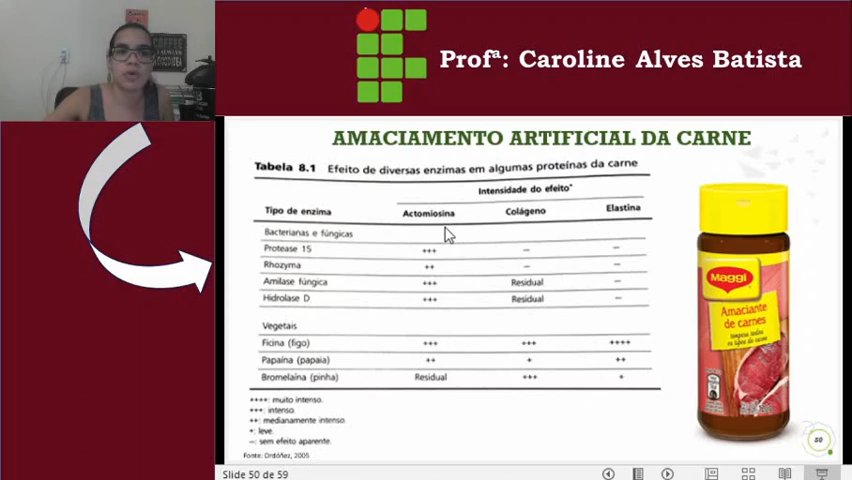 Profª: Caroline Alves Batista
AMACIAMENTO ARTIFICIAL DA CARNE
Tabela 8.1 Efeito de diversas enzimas em algumas proteínas da carne
Intensidade do efeito*
Tipo de enzima Actomiosina Colágeno Elastina
Bacterianas e fúngicas
Protease 15 +++ — —
Rhozyma ++ — —
Amilase fúngica +++ Residual —
Hidrolase D +++ Residual —
Vegetais
Ficina (figo) +++ +++ ++++
Papaína (papaia) ++ + ++
Bromelaína (pinha) Residual +++ +
++++: muito intenso.
+++: intenso.
++: medianamente intenso.
+: leve.
—: sem efeito aparente.
Fonte: Ordóñez, 2005
Maggi
Amaciante
de carnes
50
Slide 50 de 59